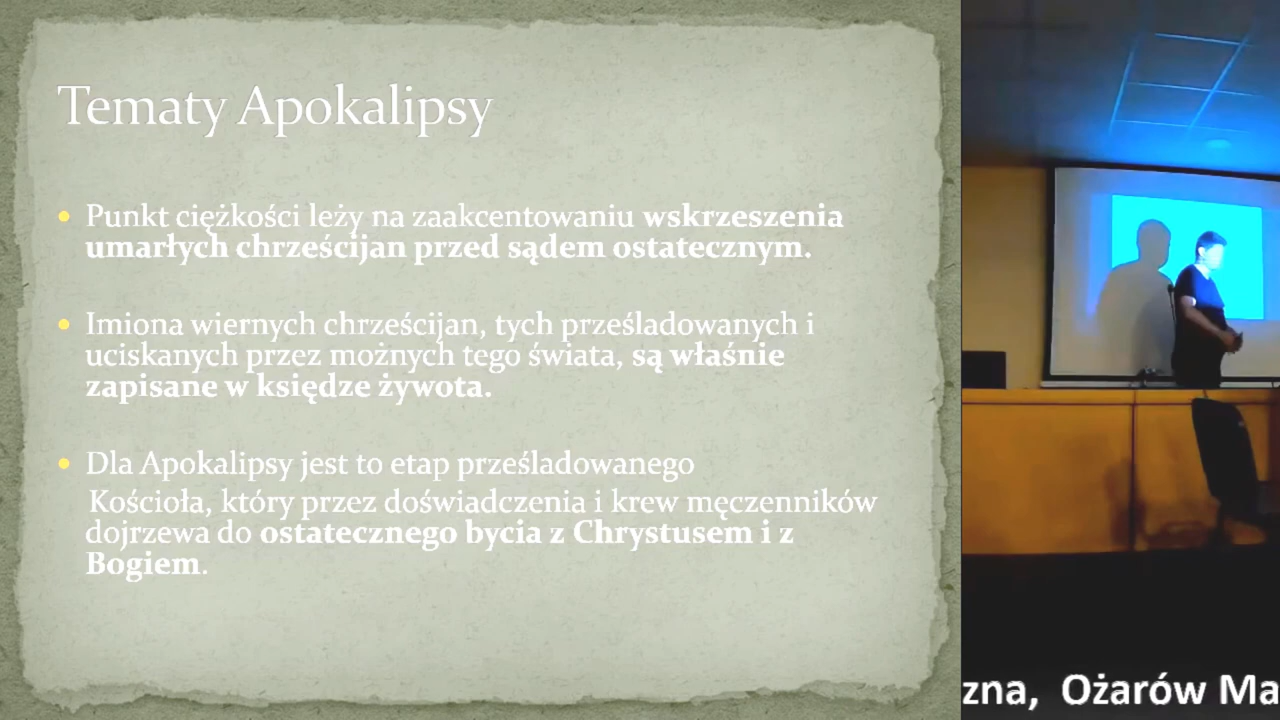 Tematy Apokalipsy
• Punkt ciężkości leży na zaakcentowaniu wskrzeszenia
umarłych chrześcijan przed sądem ostatecznym.
• Imiona wiernych chrześcijan, tych prześladowanych i
uciskanych przez możnych tego świata, są właśnie
zapisane w księdze żywota.
• Dla Apokalipsy jest to etap prześladowanego
Kościoła, który przez doświadczenia i krew męczenników
dojrzewa do ostatecznego bycia z Chrystusem i z
Bogiem.
zna, Ożarów Ma